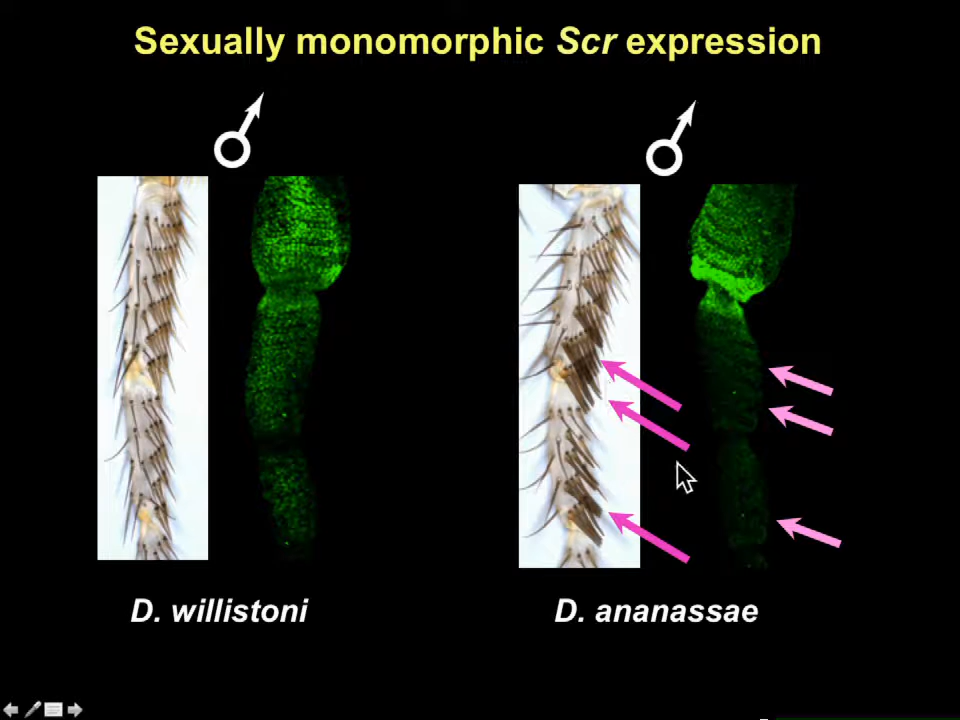 Sexually monomorphic Scr expression
D. willistoni
D. ananassae